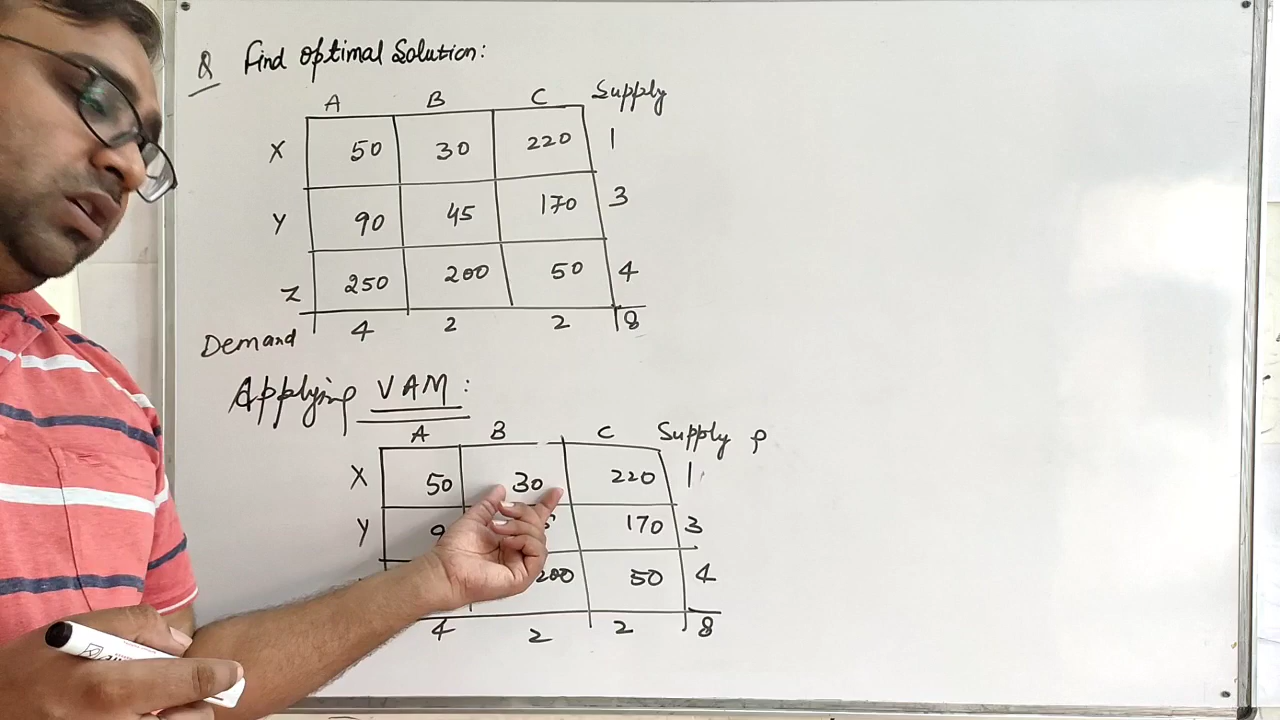 Q Find optimal Solution:
A B C Supply
X 50 30 220 1
Y 90 45 170 3
Z 250 200 50 4
Demand 4 2 2 8
Applying VAM:
A B C Supply P
X 50 30 220 1
Y 170 3
200 50 4
4 2 2 8